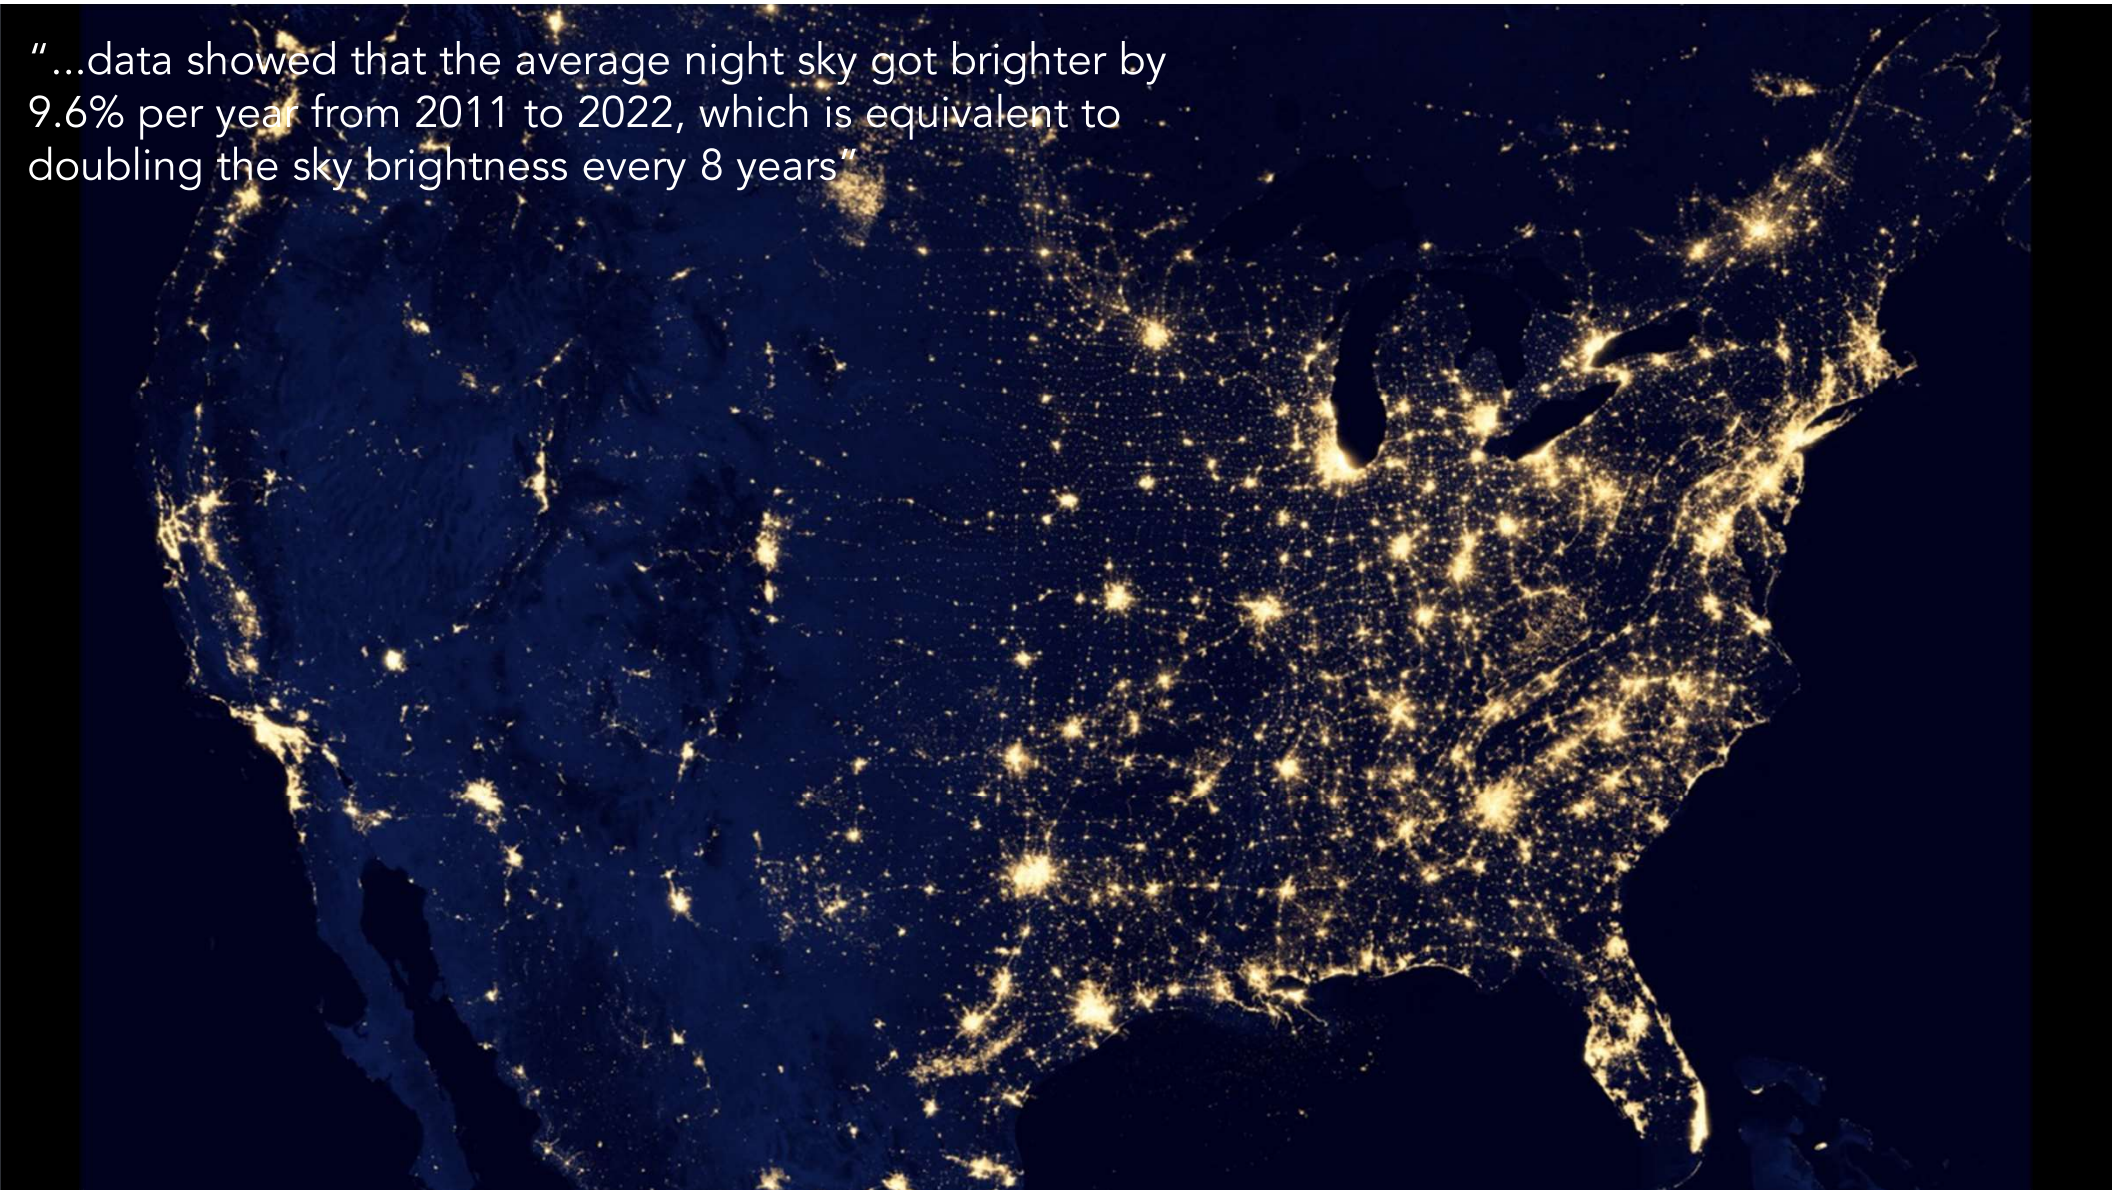 “...data showed that the average night sky got brighter by
9.6% per year from 2011 to 2022, which is equivalent to
doubling the sky brightness every 8 years”